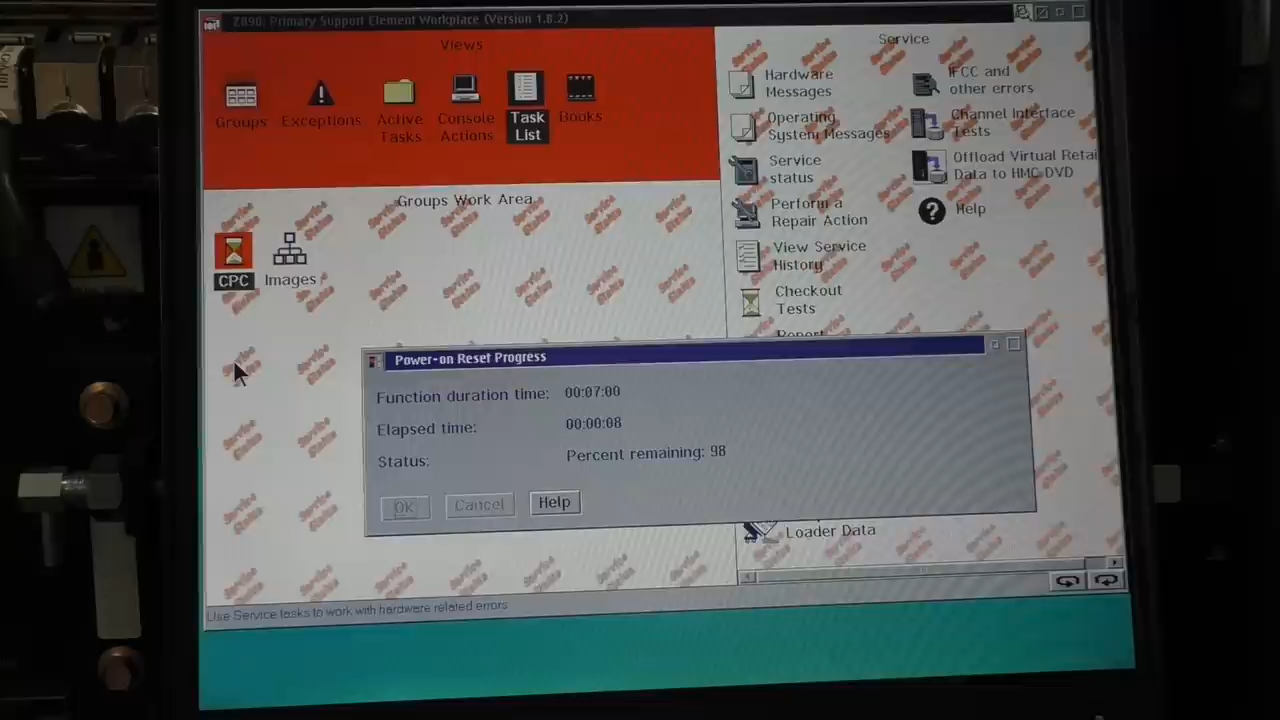 Z890: Primary Support Element Workplace (Version 1.8.2)
Views
Groups
Exceptions
Active
Tasks
Console
Actions
Task
List
Books
Groups Work Area
CPC
Images
Service
Hardware
Messages
Operating
System Messages
Service
status
Perform a
Repair Action
View Service
History
Checkout
Tests
Report
IFCC and
other errors
Channel Interface
Tests
Offload Virtual Retai
Data to HMC DVD
Help
Service
Status
Power-on Reset Progress
Function duration time: 00:07:00
Elapsed time: 00:00:08
Status: Percent remaining: 98
OK
Cancel
Help
Loader Data
Use Service tasks to work with hardware related errors